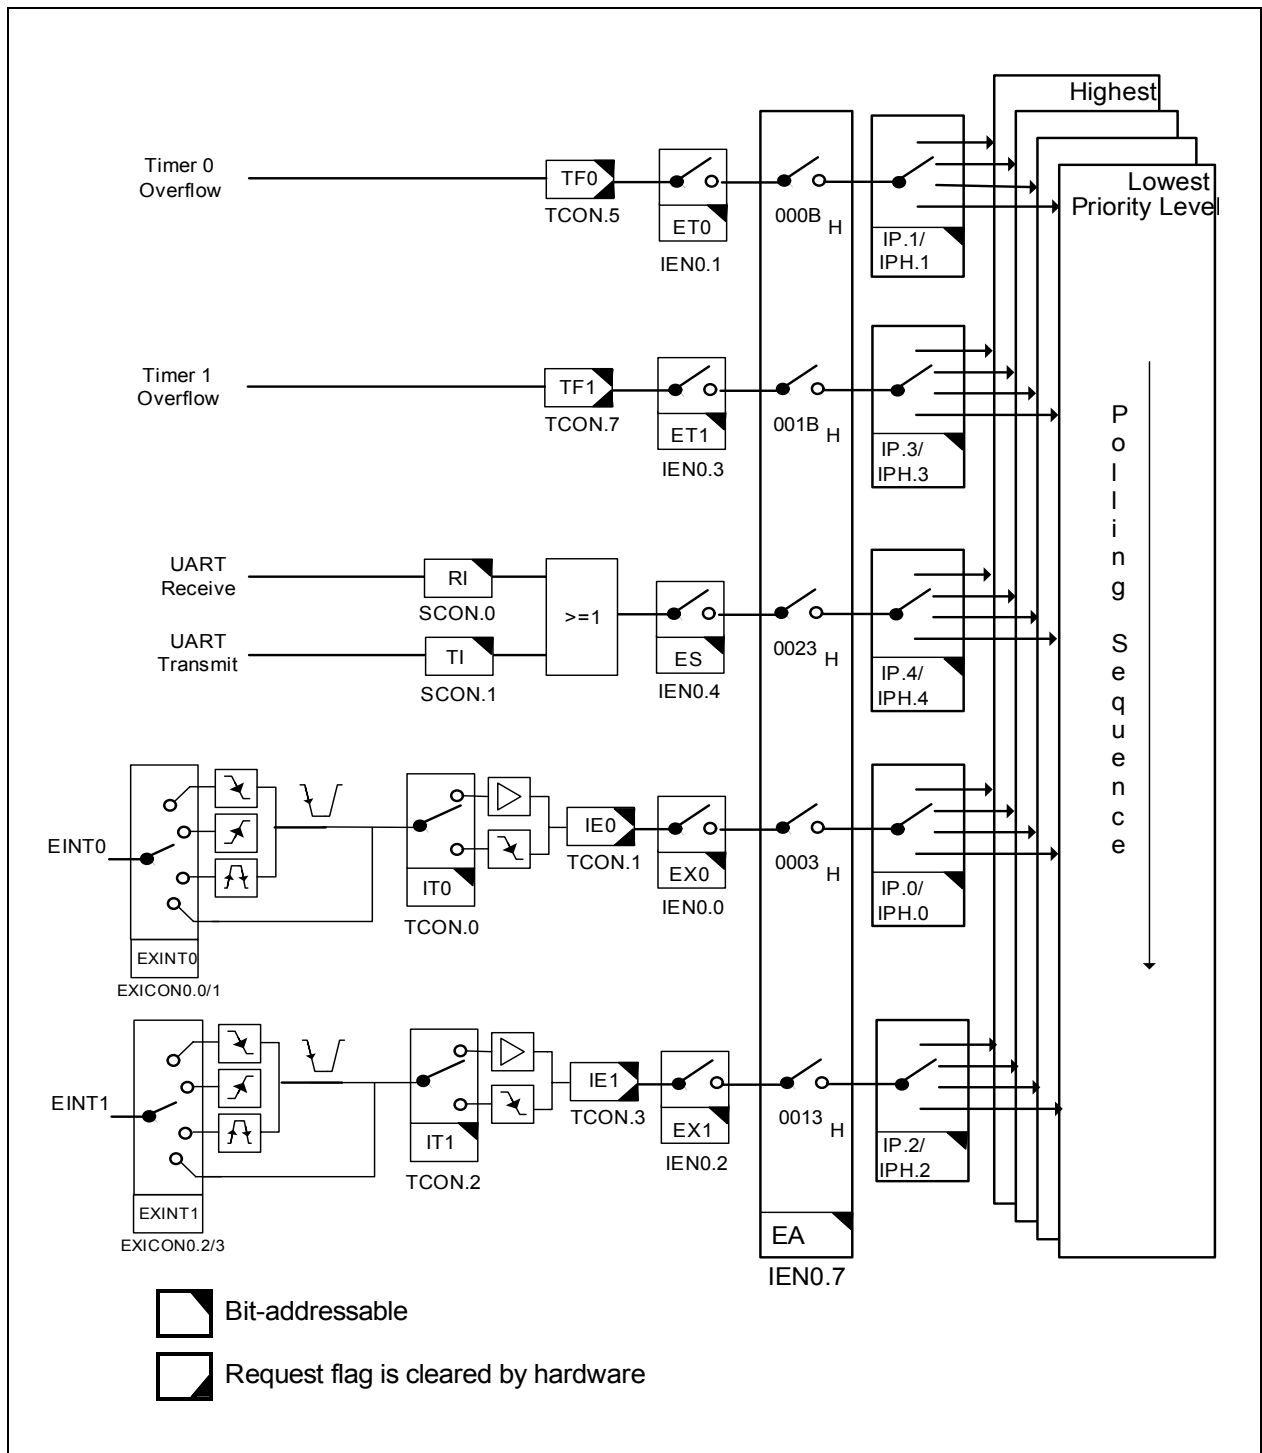 Highest
Lowest
Priority Level
Timer 0
Overflow
TF0
TCON.5
ET0
IEN0.1
000B H
IP.1/
IPH.1
Timer 1
Overflow
TF1
TCON.7
ET1
IEN0.3
001B H
IP.3/
IPH.3
Polling Sequence
UART
Receive
RI
SCON.0
UART
Transmit
TI
SCON.1
>=1
ES
IEN0.4
0023 H
IP.4/
IPH.4
EINT0
EXINT0
EXICON0.0/1
IT0
TCON.0
IE0
TCON.1
EX0
IEN0.0
0003 H
IP.0/
IPH.0
EINT1
EXINT1
EXICON0.2/3
IT1
TCON.2
IE1
TCON.3
EX1
IEN0.2
0013 H
IP.2/
IPH.2
EA
IEN0.7
Bit-addressable
Request flag is cleared by hardware